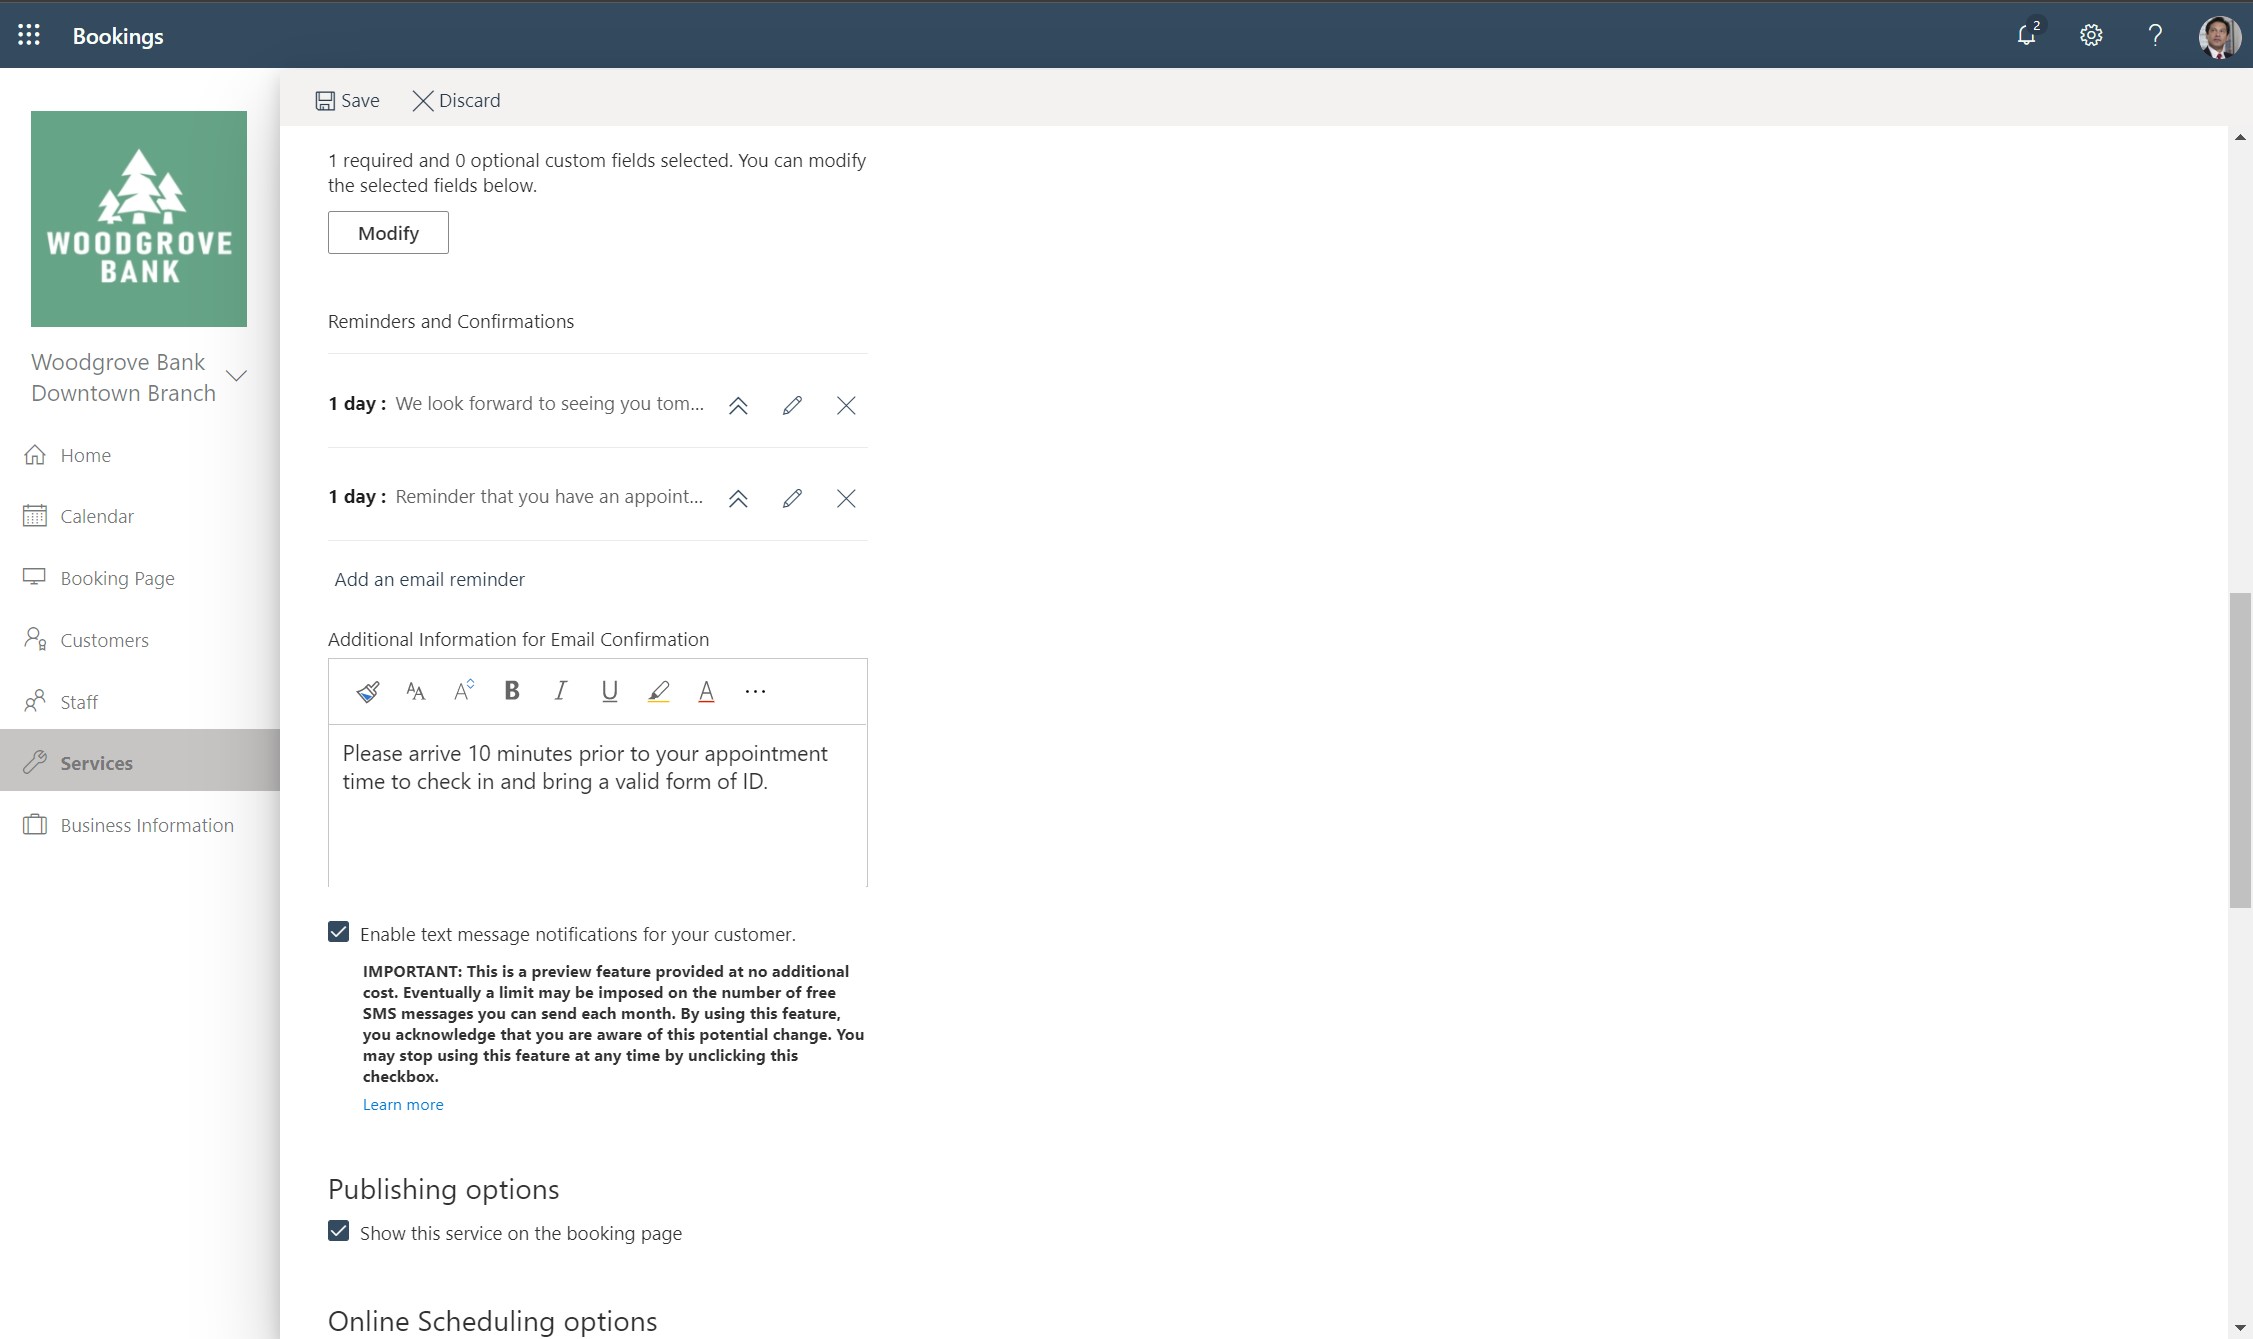 Bookings
2
Save
Discard
WOODGROVE
BANK
Woodgrove Bank
Downtown Branch
Home
Calendar
Booking Page
Customers
Staff
Services
Business Information
1 required and 0 optional custom fields selected. You can modify
the selected fields below.
Modify
Reminders and Confirmations
1 day : We look forward to seeing you tom...
1 day : Reminder that you have an appoint...
Add an email reminder
Additional Information for Email Confirmation
Please arrive 10 minutes prior to your appointment
time to check in and bring a valid form of ID.
Enable text message notifications for your customer.
IMPORTANT: This is a preview feature provided at no additional
cost. Eventually a limit may be imposed on the number of free
SMS messages you can send each month. By using this feature,
you acknowledge that you are aware of this potential change. You
may stop using this feature at any time by unclicking this
checkbox.
Learn more
Publishing options
Show this service on the booking page
Online Scheduling options